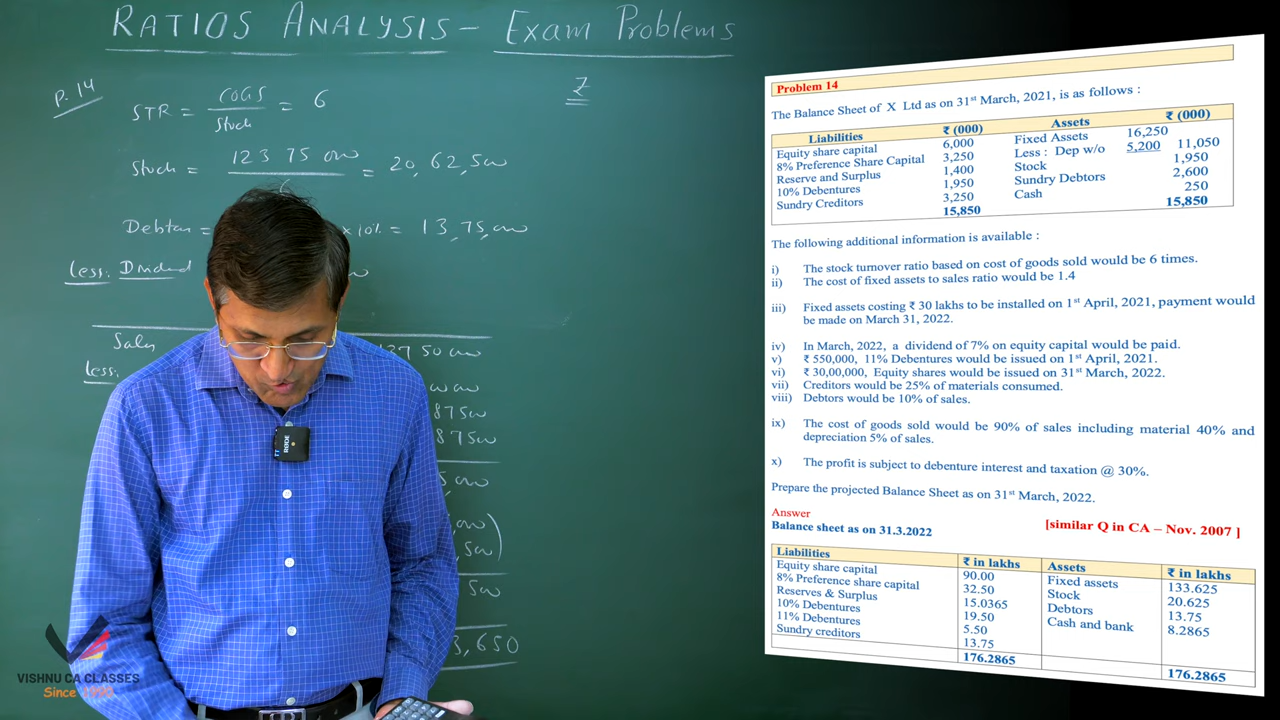 RATIOS ANALYSIS – Exam Problems
P. 14
₹
STR = COGS / Stock = 6
Stock = 12375000 / 6 = 20,62,500
Debtors = x10% = 13,75,000
Less: Dividend
Sales 13750000
Less:
87500
87500
3,650
VISHNU CA CLASSES
Since 1990
Problem 14
The Balance Sheet of X Ltd as on 31st March, 2021, is as follows :
Liabilities ₹ (000) Assets ₹ (000)
Equity share capital 6,000 Fixed Assets 16,250
8% Preference Share Capital 3,250 Less : Dep w/o 5,200 11,050
Reserve and Surplus 1,400 Stock 1,950
10% Debentures 1,950 Sundry Debtors 2,600
Sundry Creditors 3,250 Cash 250
15,850 15,850
The following additional information is available :
i) The stock turnover ratio based on cost of goods sold would be 6 times.
ii) The cost of fixed assets to sales ratio would be 1.4
iii) Fixed assets costing ₹ 30 lakhs to be installed on 1st April, 2021, payment would
be made on March 31, 2022.
iv) In March, 2022, a dividend of 7% on equity capital would be paid.
v) ₹ 550,000, 11% Debentures would be issued on 1st April, 2021.
vi) ₹ 30,00,000, Equity shares would be issued on 31st March, 2022.
vii) Creditors would be 25% of materials consumed.
viii) Debtors would be 10% of sales.
ix) The cost of goods sold would be 90% of sales including material 40% and
depreciation 5% of sales.
x) The profit is subject to debenture interest and taxation @ 30%.
Prepare the projected Balance Sheet as on 31st March, 2022.
Answer
Balance sheet as on 31.3.2022 [similar Q in CA – Nov. 2007 ]
Liabilities ₹ in lakhs Assets ₹ in lakhs
Equity share capital 90.00 Fixed assets 133.625
8% Preference share capital 32.50 Stock 20.625
Reserves & Surplus 15.0365 Debtors 13.75
10% Debentures 19.50 Cash and bank 8.2865
11% Debentures 5.50
Sundry creditors 13.75
176.2865 176.2865